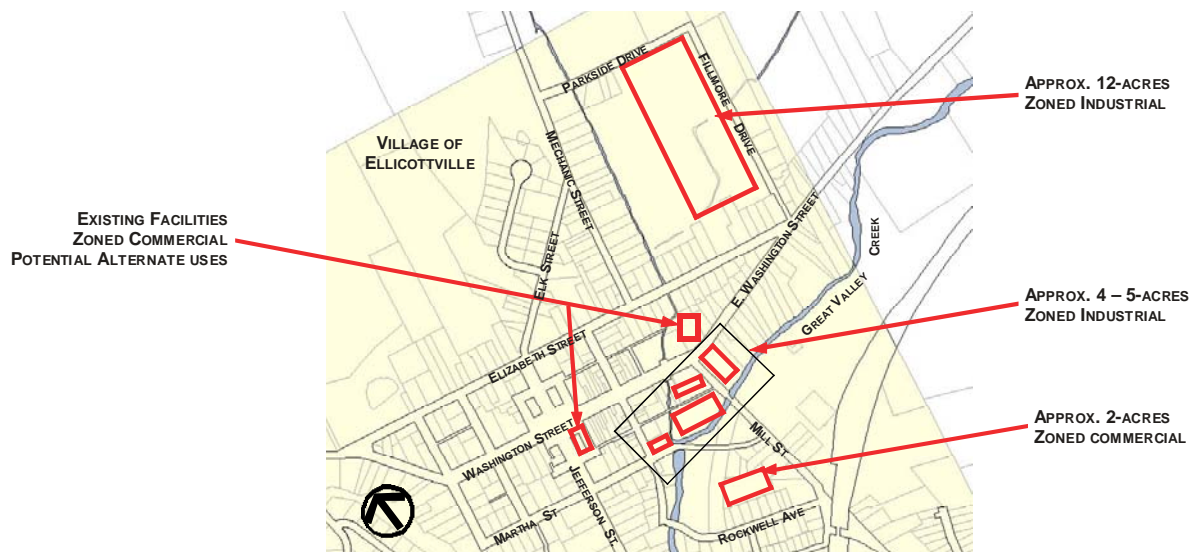 PARKSIDE DRIVE
FILLMORE DRIVE
APPROX. 12-ACRES
ZONED INDUSTRIAL
VILLAGE OF
ELLICOTTVILLE
MECHANIC STREET
EXISTING FACILITIES
ZONED COMMERCIAL
POTENTIAL ALTERNATE USES
ELK STREET
E. WASHINGTON STREET
GREAT VALLEY CREEK
APPROX. 4 – 5-ACRES
ZONED INDUSTRIAL
ELIZABETH STREET
WASHINGTON STREET
MILL ST
APPROX. 2-ACRES
ZONED COMMERCIAL
JEFFERSON ST.
MARTHA ST
ROCKWELL AVE